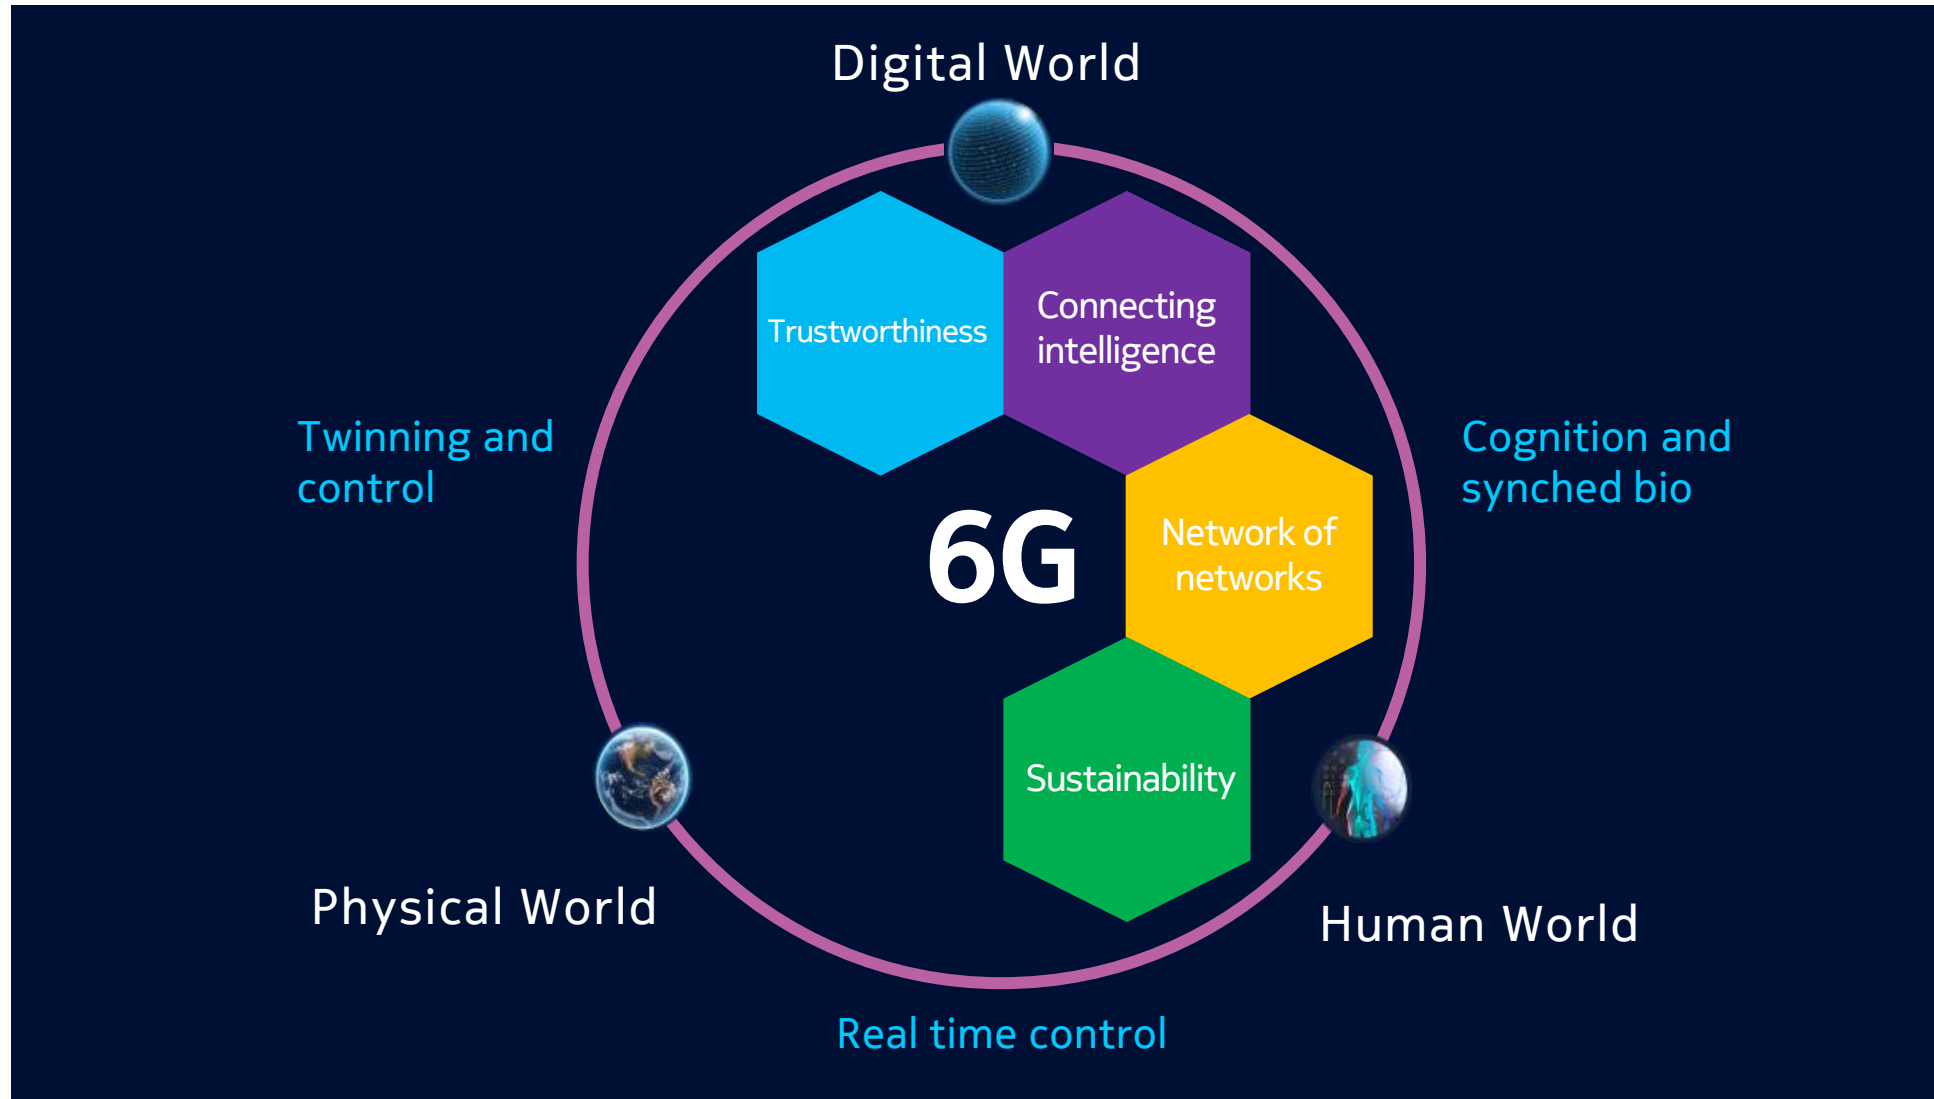 Digital World
Trustworthiness
Connecting
intelligence
Twinning and
control
Cognition and
synched bio
6G
Network of
networks
Sustainability
Physical World
Human World
Real time control